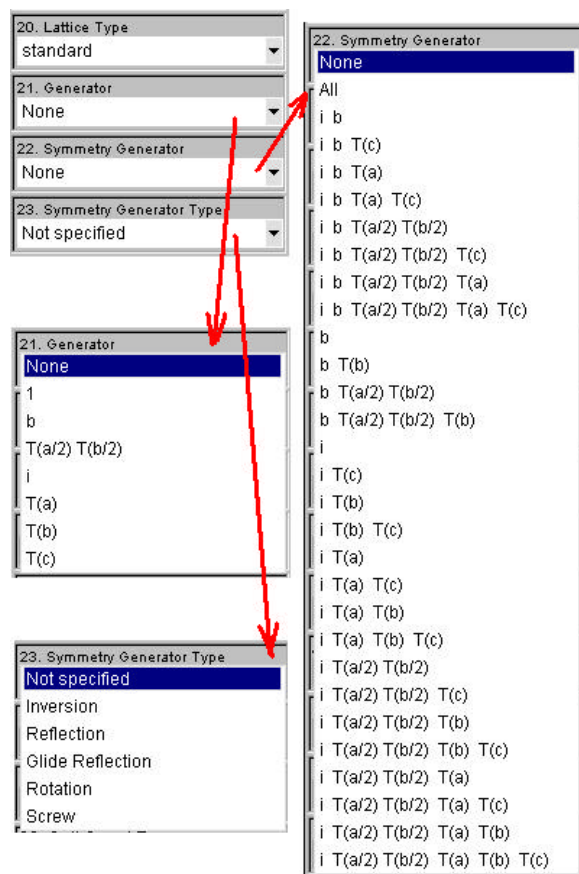 20. Lattice Type
standard
21. Generator
None
22. Symmetry Generator
None
23. Symmetry Generator Type
Not specified
21. Generator
None
1
b
T(a/2) T(b/2)
i
T(a)
T(b)
T(c)
23. Symmetry Generator Type
Not specified
Inversion
Reflection
Glide Reflection
Rotation
Screw
22. Symmetry Generator
None
All
i b
i b T(c)
i b T(a)
i b T(a) T(c)
i b T(a/2) T(b/2)
i b T(a/2) T(b/2) T(c)
i b T(a/2) T(b/2) T(a)
i b T(a/2) T(b/2) T(a) T(c)
b
b T(b)
b T(a/2) T(b/2)
b T(a/2) T(b/2) T(b)
i
i T(c)
i T(b)
i T(b) T(c)
i T(a)
i T(a) T(c)
i T(a) T(b)
i T(a) T(b) T(c)
i T(a/2) T(b/2)
i T(a/2) T(b/2) T(c)
i T(a/2) T(b/2) T(b)
i T(a/2) T(b/2) T(b) T(c)
i T(a/2) T(b/2) T(a)
i T(a/2) T(b/2) T(a) T(c)
i T(a/2) T(b/2) T(a) T(b)
i T(a/2) T(b/2) T(a) T(b) T(c)